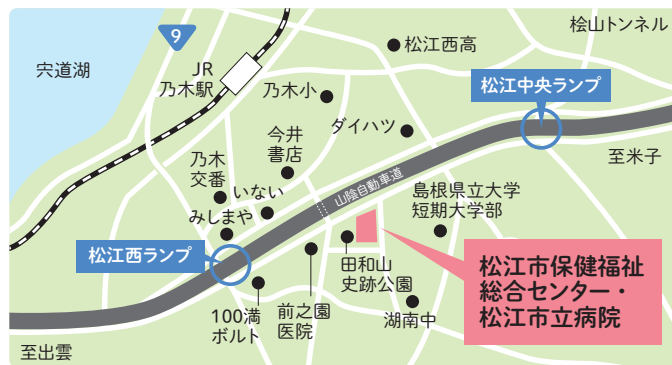 9
宍道湖
JR
乃木駅
松江西高
桧山トンネル
松江中央ランプ
乃木小
ダイハツ
今井
書店
乃木
交番
いない
みしまや
山陰自動車道
至米子
島根県立大学
短期大学部
松江西ランプ
田和山
史跡公園
松江市保健福祉
総合センター・
松江市立病院
100満
ボルト
前之園
医院
湖南中
至出雲